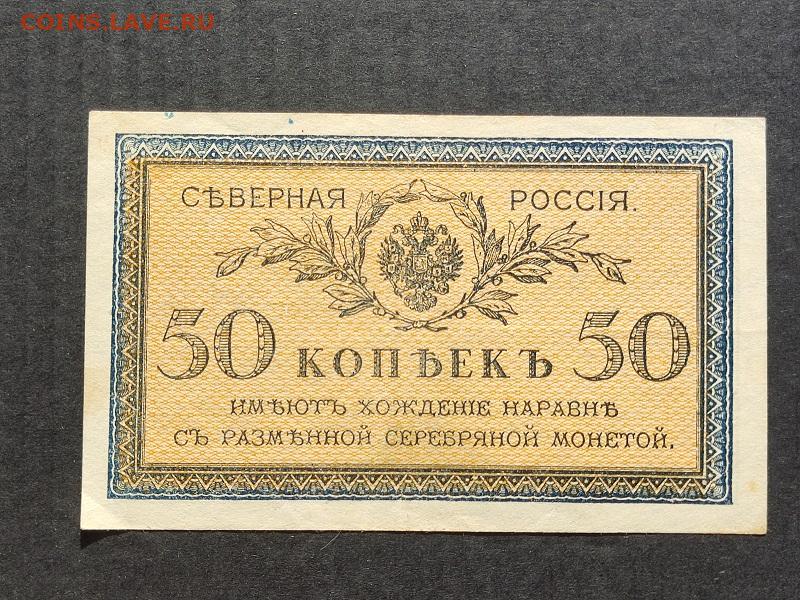 COINS.LAVE.RU
СѢВЕРНАЯ РОССІЯ.
50 КОПѢЕКЪ 50
ИМѢЮТЪ ХОЖДЕНІЕ НАРАВНѢ
СЪ РАЗМѢННОЙ СЕРЕБРЯНОЙ МОНЕТОЙ.